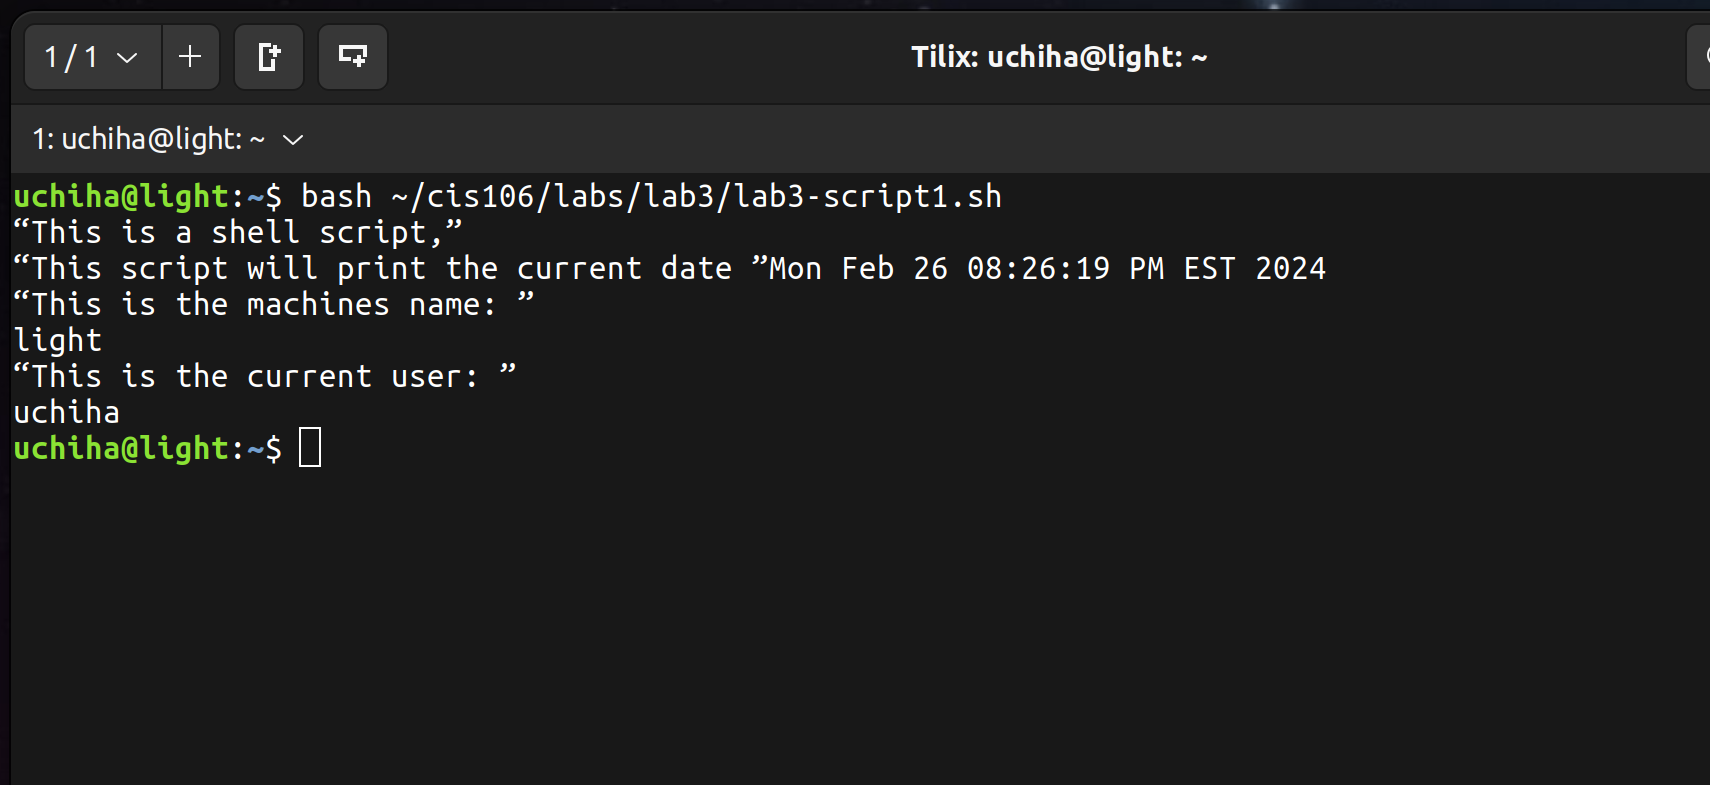 1 / 1
Tilix: uchiha@light: ~
1: uchiha@light: ~
uchiha@light:~$ bash ~/cis106/labs/lab3/lab3-script1.sh
“This is a shell script,”
“This script will print the current date ”Mon Feb 26 08:26:19 PM EST 2024
“This is the machines name: ”
light
“This is the current user: ”
uchiha
uchiha@light:~$